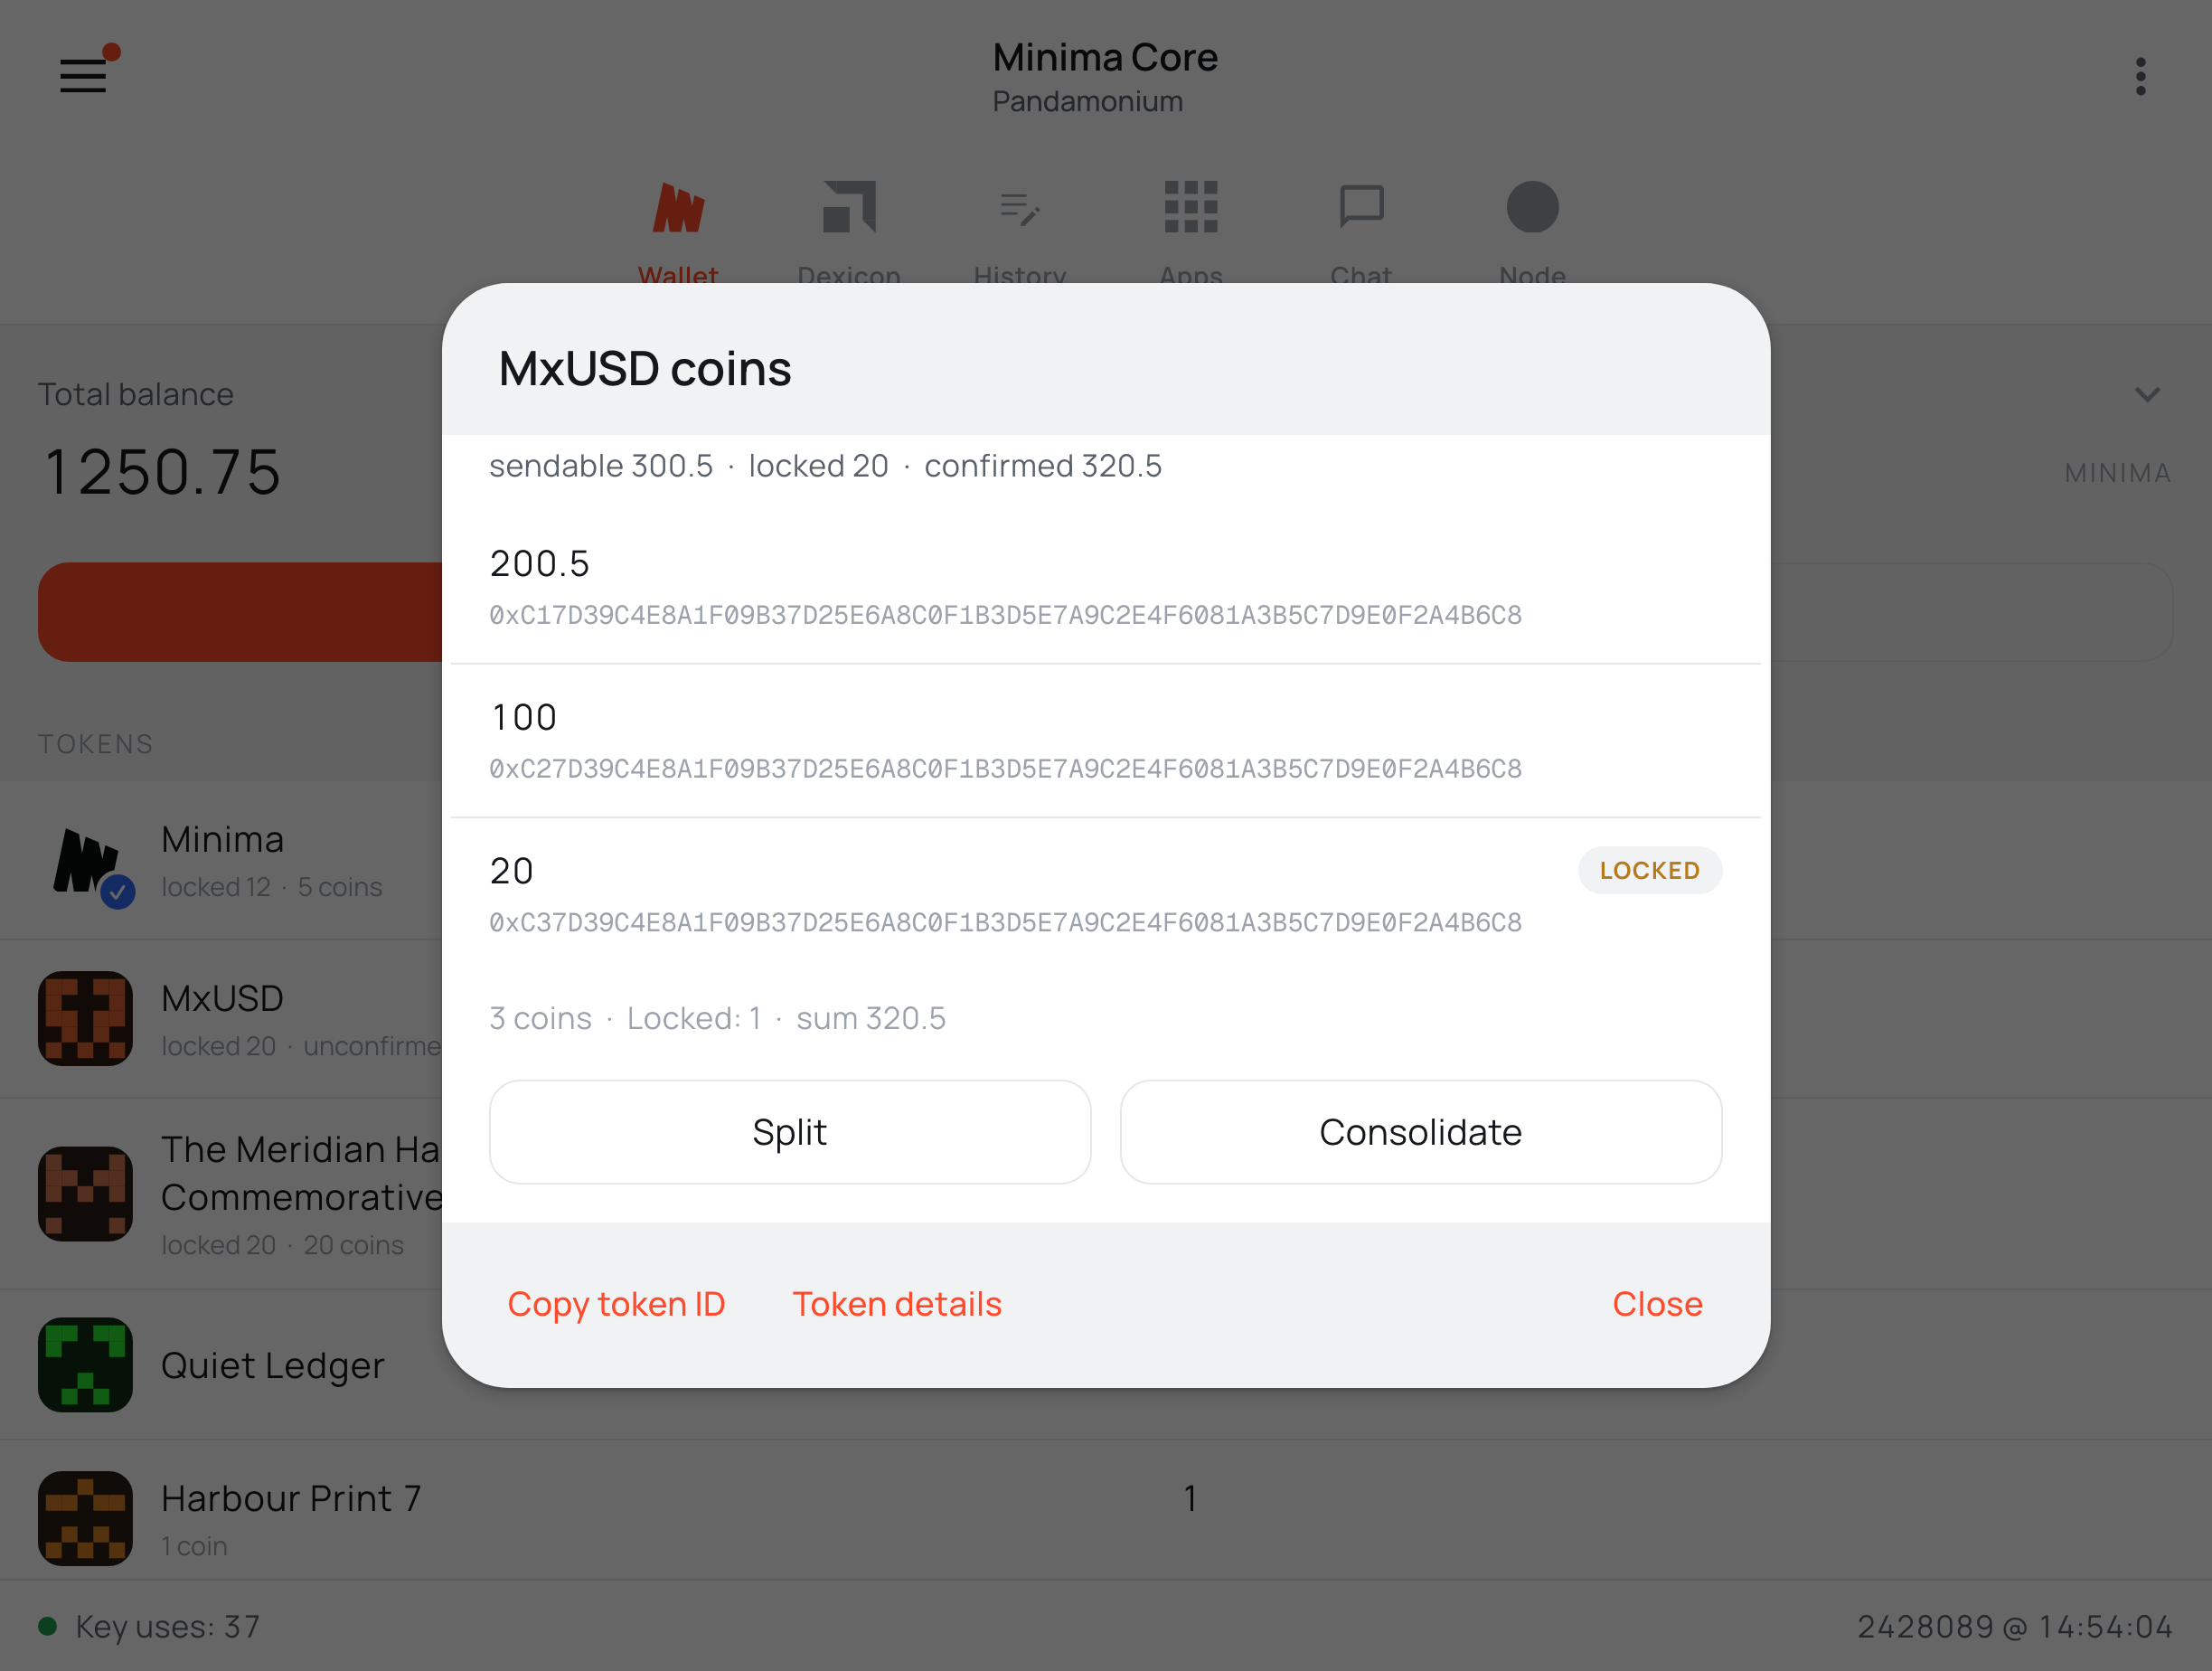 Minima Core
Pandamonium
Wallet
Dexicon
History
Apps
Chat
Node
Total balance
1250.75
MINIMA
TOKENS
Minima
locked 12 · 5 coins
MxUSD
locked 20 ·
The Meridian
Commemorative
locked 20 · 20 coins
Quiet Ledger
Harbour Print 7
1 coin
1
MxUSD coins
sendable 300.5 · locked 20 · confirmed 320.5
200.5
0xC17D39C4E8A1F09B37D25E6A8C0F1B3D5E7A9C2E4F6081A3B5C7D9E0F2A4B6C8
100
0xC27D39C4E8A1F09B37D25E6A8C0F1B3D5E7A9C2E4F6081A3B5C7D9E0F2A4B6C8
20
LOCKED
0xC37D39C4E8A1F09B37D25E6A8C0F1B3D5E7A9C2E4F6081A3B5C7D9E0F2A4B6C8
3 coins · Locked: 1 · sum 320.5
Split
Consolidate
Copy token ID
Token details
Close
Key uses: 37
2428089 @ 14:54:04